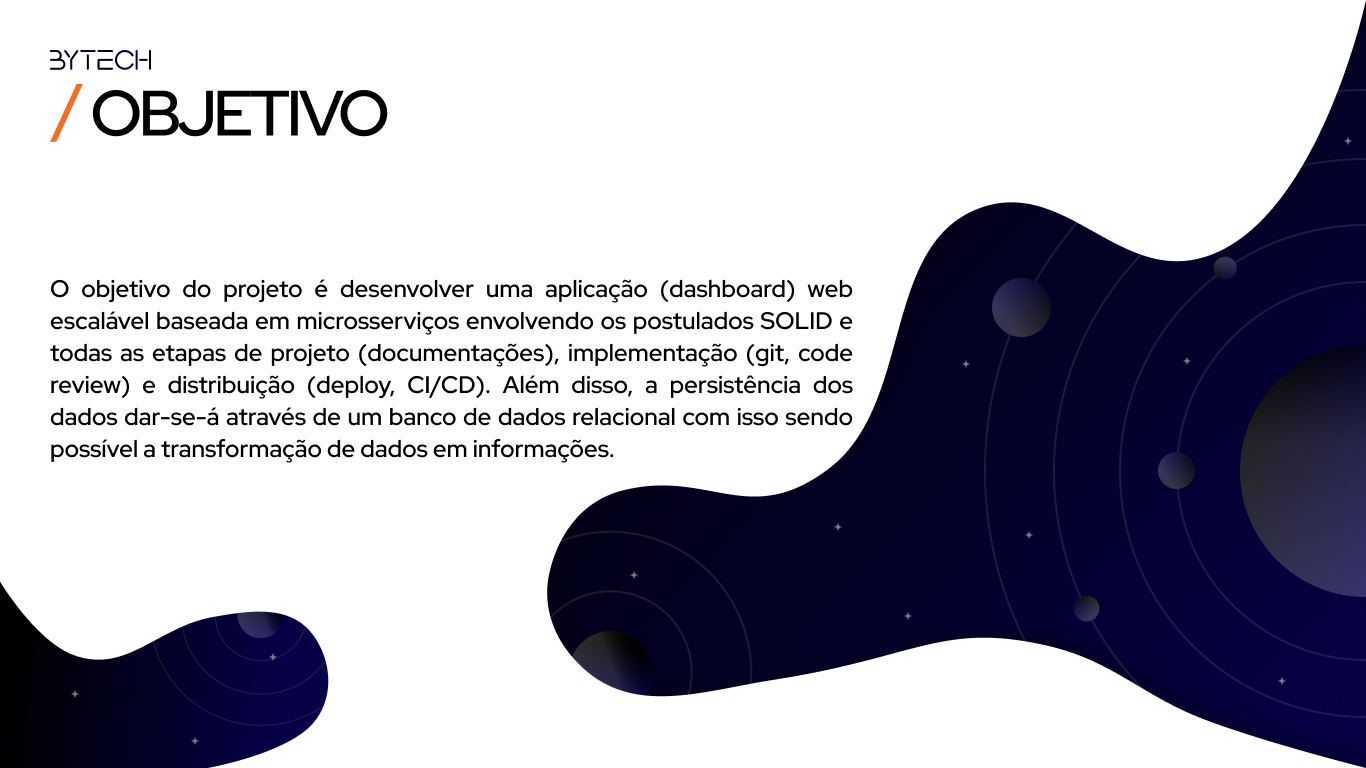 BYTECH
/ OBJETIVO
O objetivo do projeto é desenvolver uma aplicação (dashboard) web
escalável baseada em microsserviços envolvendo os postulados SOLID e
todas as etapas de projeto (documentações), implementação (git, code
review) e distribuição (deploy, CI/CD). Além disso, a persistência dos
dados dar-se-á através de um banco de dados relacional com isso sendo
possível a transformação de dados em informações.